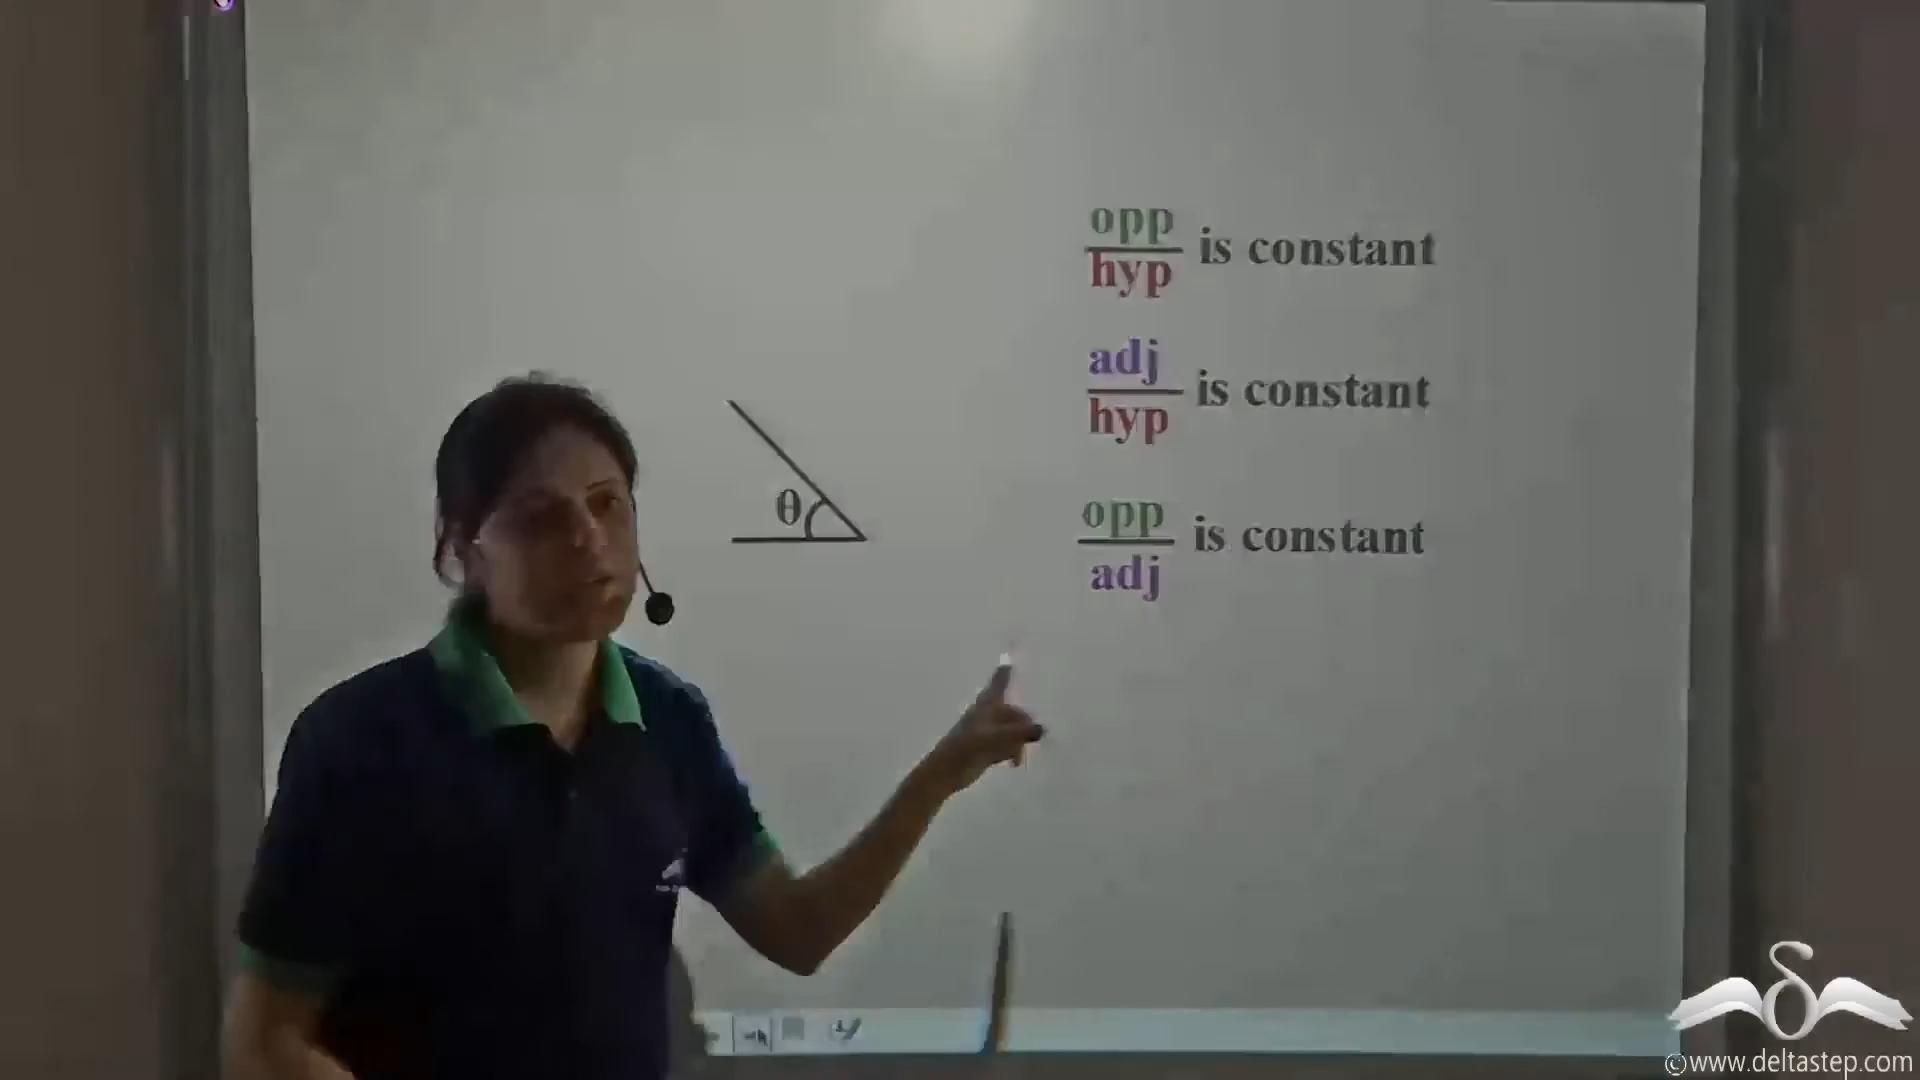 opp
hyp is constant
adj
hyp is constant
θ
opp
adj is constant
©www.deltastep.com